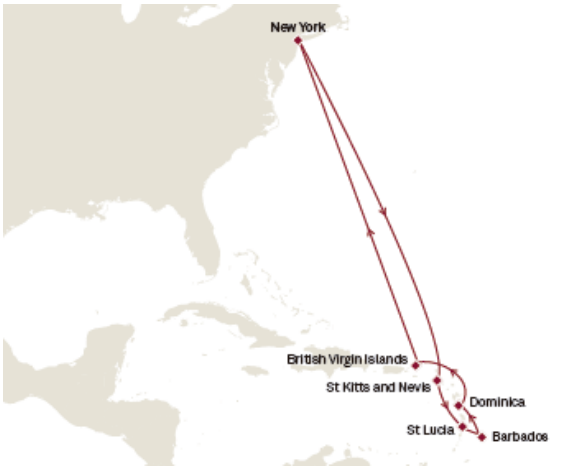 New York
British Virgin Islands
St Kitts and Nevis
Dominica
St Lucia
Barbados